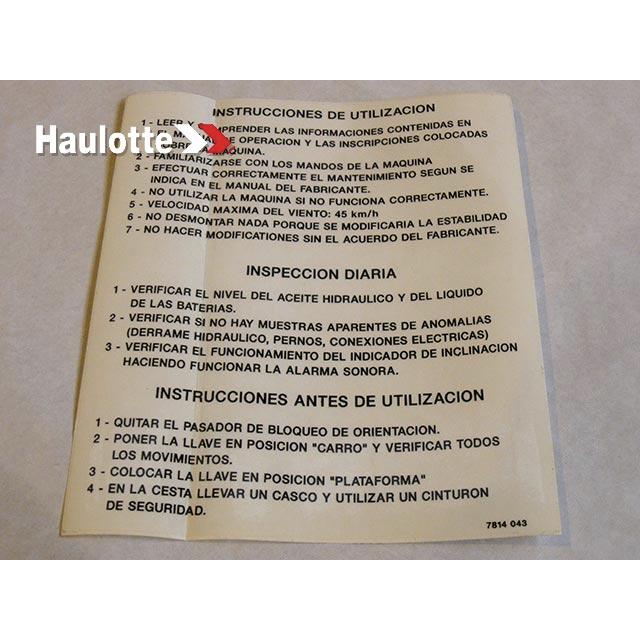 INSTRUCCIONES DE UTILIZACION
1 - LEER Y COMPRENDER LAS INFORMACIONES CONTENIDAS EN
Haulotte
EL MANUAL DE OPERACION Y LAS INSCRIPCIONES COLOCADAS
SOBRE LA MAQUINA.
2 - FAMILIARIZARSE CON LOS MANDOS DE LA MAQUINA
3 - EFECTUAR CORRECTAMENTE EL MANTENIMIENTO SEGUN SE
INDICA EN EL MANUAL DEL FABRICANTE.
4 - NO UTILIZAR LA MAQUINA SI NO FUNCIONA CORRECTAMENTE.
5 - VELOCIDAD MAXIMA DEL VIENTO: 45 km/h
6 - NO DESMONTAR NADA PORQUE SE MODIFICARIA LA ESTABILIDAD
7 - NO HACER MODIFICATIONES SIN EL ACUERDO DEL FABRICANTE.
INSPECCION DIARIA
1 - VERIFICAR EL NIVEL DEL ACEITE HIDRAULICO Y DEL LIQUIDO
DE LAS BATERIAS.
2 - VERIFICAR SI NO HAY MUESTRAS APARENTES DE ANOMALIAS
(DERRAME HIDRAULICO, PERNOS, CONEXIONES ELECTRICAS)
3 - VERIFICAR EL FUNCIONAMIENTO DEL INDICADOR DE INCLINACION
HACIENDO FUNCIONAR LA ALARMA SONORA.
INSTRUCCIONES ANTES DE UTILIZACION
1 - QUITAR EL PASADOR DE BLOQUEO DE ORIENTACION.
2 - PONER LA LLAVE EN POSICION "CARRO" Y VERIFICAR TODOS
LOS MOVIMIENTOS.
3 - COLOCAR LA LLAVE EN POSICION "PLATAFORMA"
4 - EN LA CESTA LLEVAR UN CASCO Y UTILIZAR UN CINTURON
DE SEGURIDAD.
7814 043